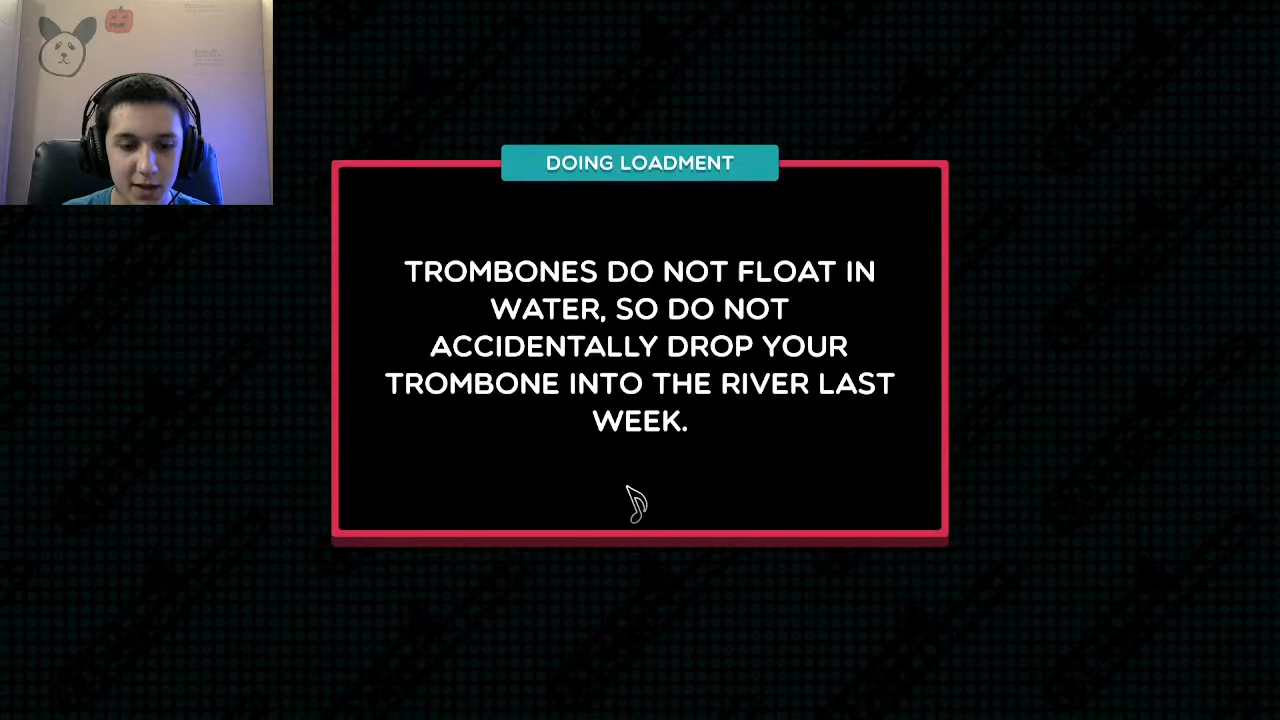 DOING LOADMENT
TROMBONES DO NOT FLOAT IN
WATER, SO DO NOT
ACCIDENTALLY DROP YOUR
TROMBONE INTO THE RIVER LAST
WEEK.